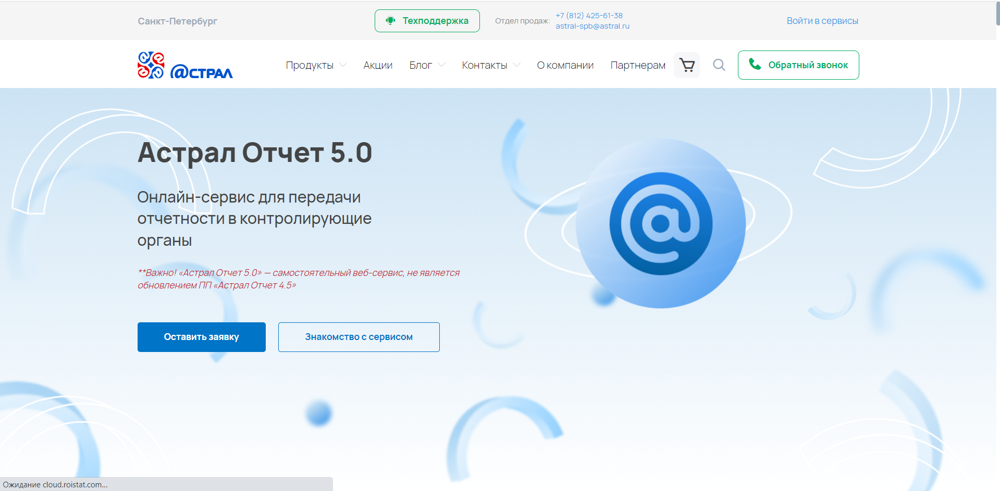 Санкт-Петербург
Техподдержка
Отдел продаж:
+7 (812) 425-61-38
astral-spb@astral.ru
Войти в сервисы
@СТРАЛ
Продукты
Акции
Блог
Контакты
О компании
Партнерам
Обратный звонок
Астрал Отчет 5.0
Онлайн-сервис для передачи
отчетности в контролирующие
органы
**Важно! «Астрал Отчет 5.0» — самостоятельный веб-сервис, не является
обновлением ПП «Астрал Отчет 4.5»
Оставить заявку
Знакомство с сервисом
Ожидание cloud.roistat.com...